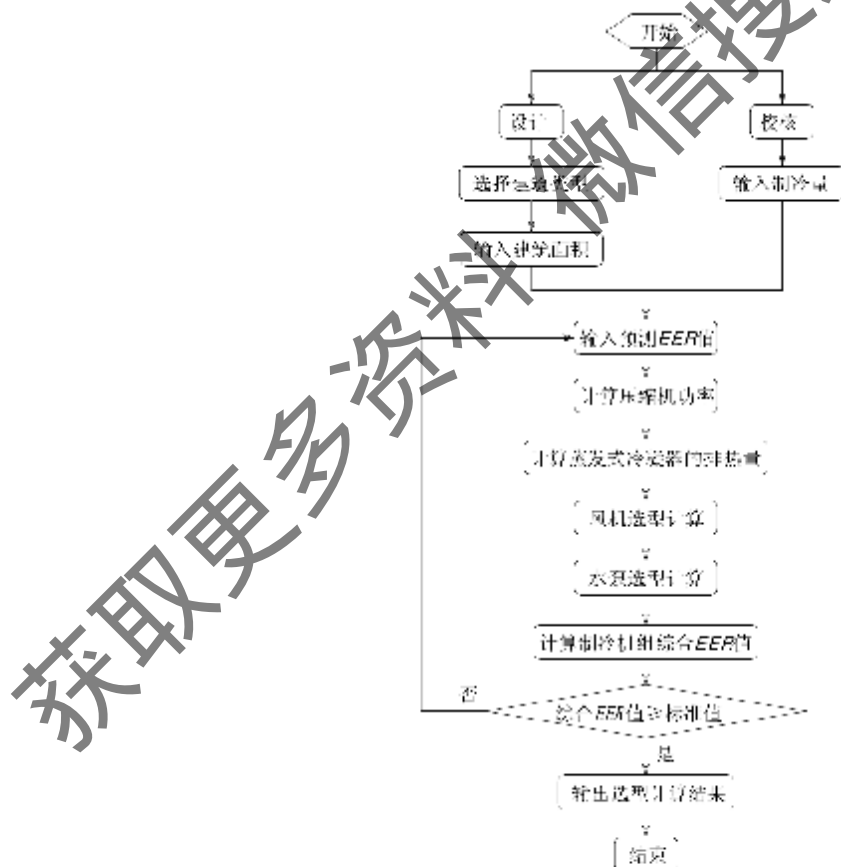 开始
设计
校核
选择建筑类型
输入制冷量
输入建筑面积
输入预测EER值
计算压缩机功率
计算蒸发式冷凝器的排热量
风机选型计算
水泵选型计算
计算制冷机组综合EER值
否
综合EER值≥标准值
是
输出选型计算结果
结束
获取更多资料 微信搜